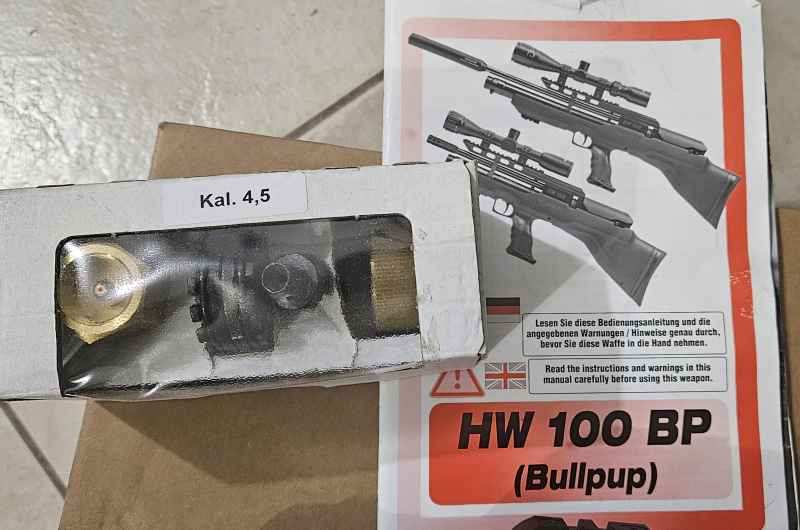 Kal. 4,5
Lesen Sie diese Bedienungsanleitung und die
angegebenen Warnungen / Hinweise genau durch,
bevor Sie diese Waffe in die Hand nehmen.
Read the instructions and warnings in this
manual carefully before using this weapon.
HW 100 BP
(Bullpup)